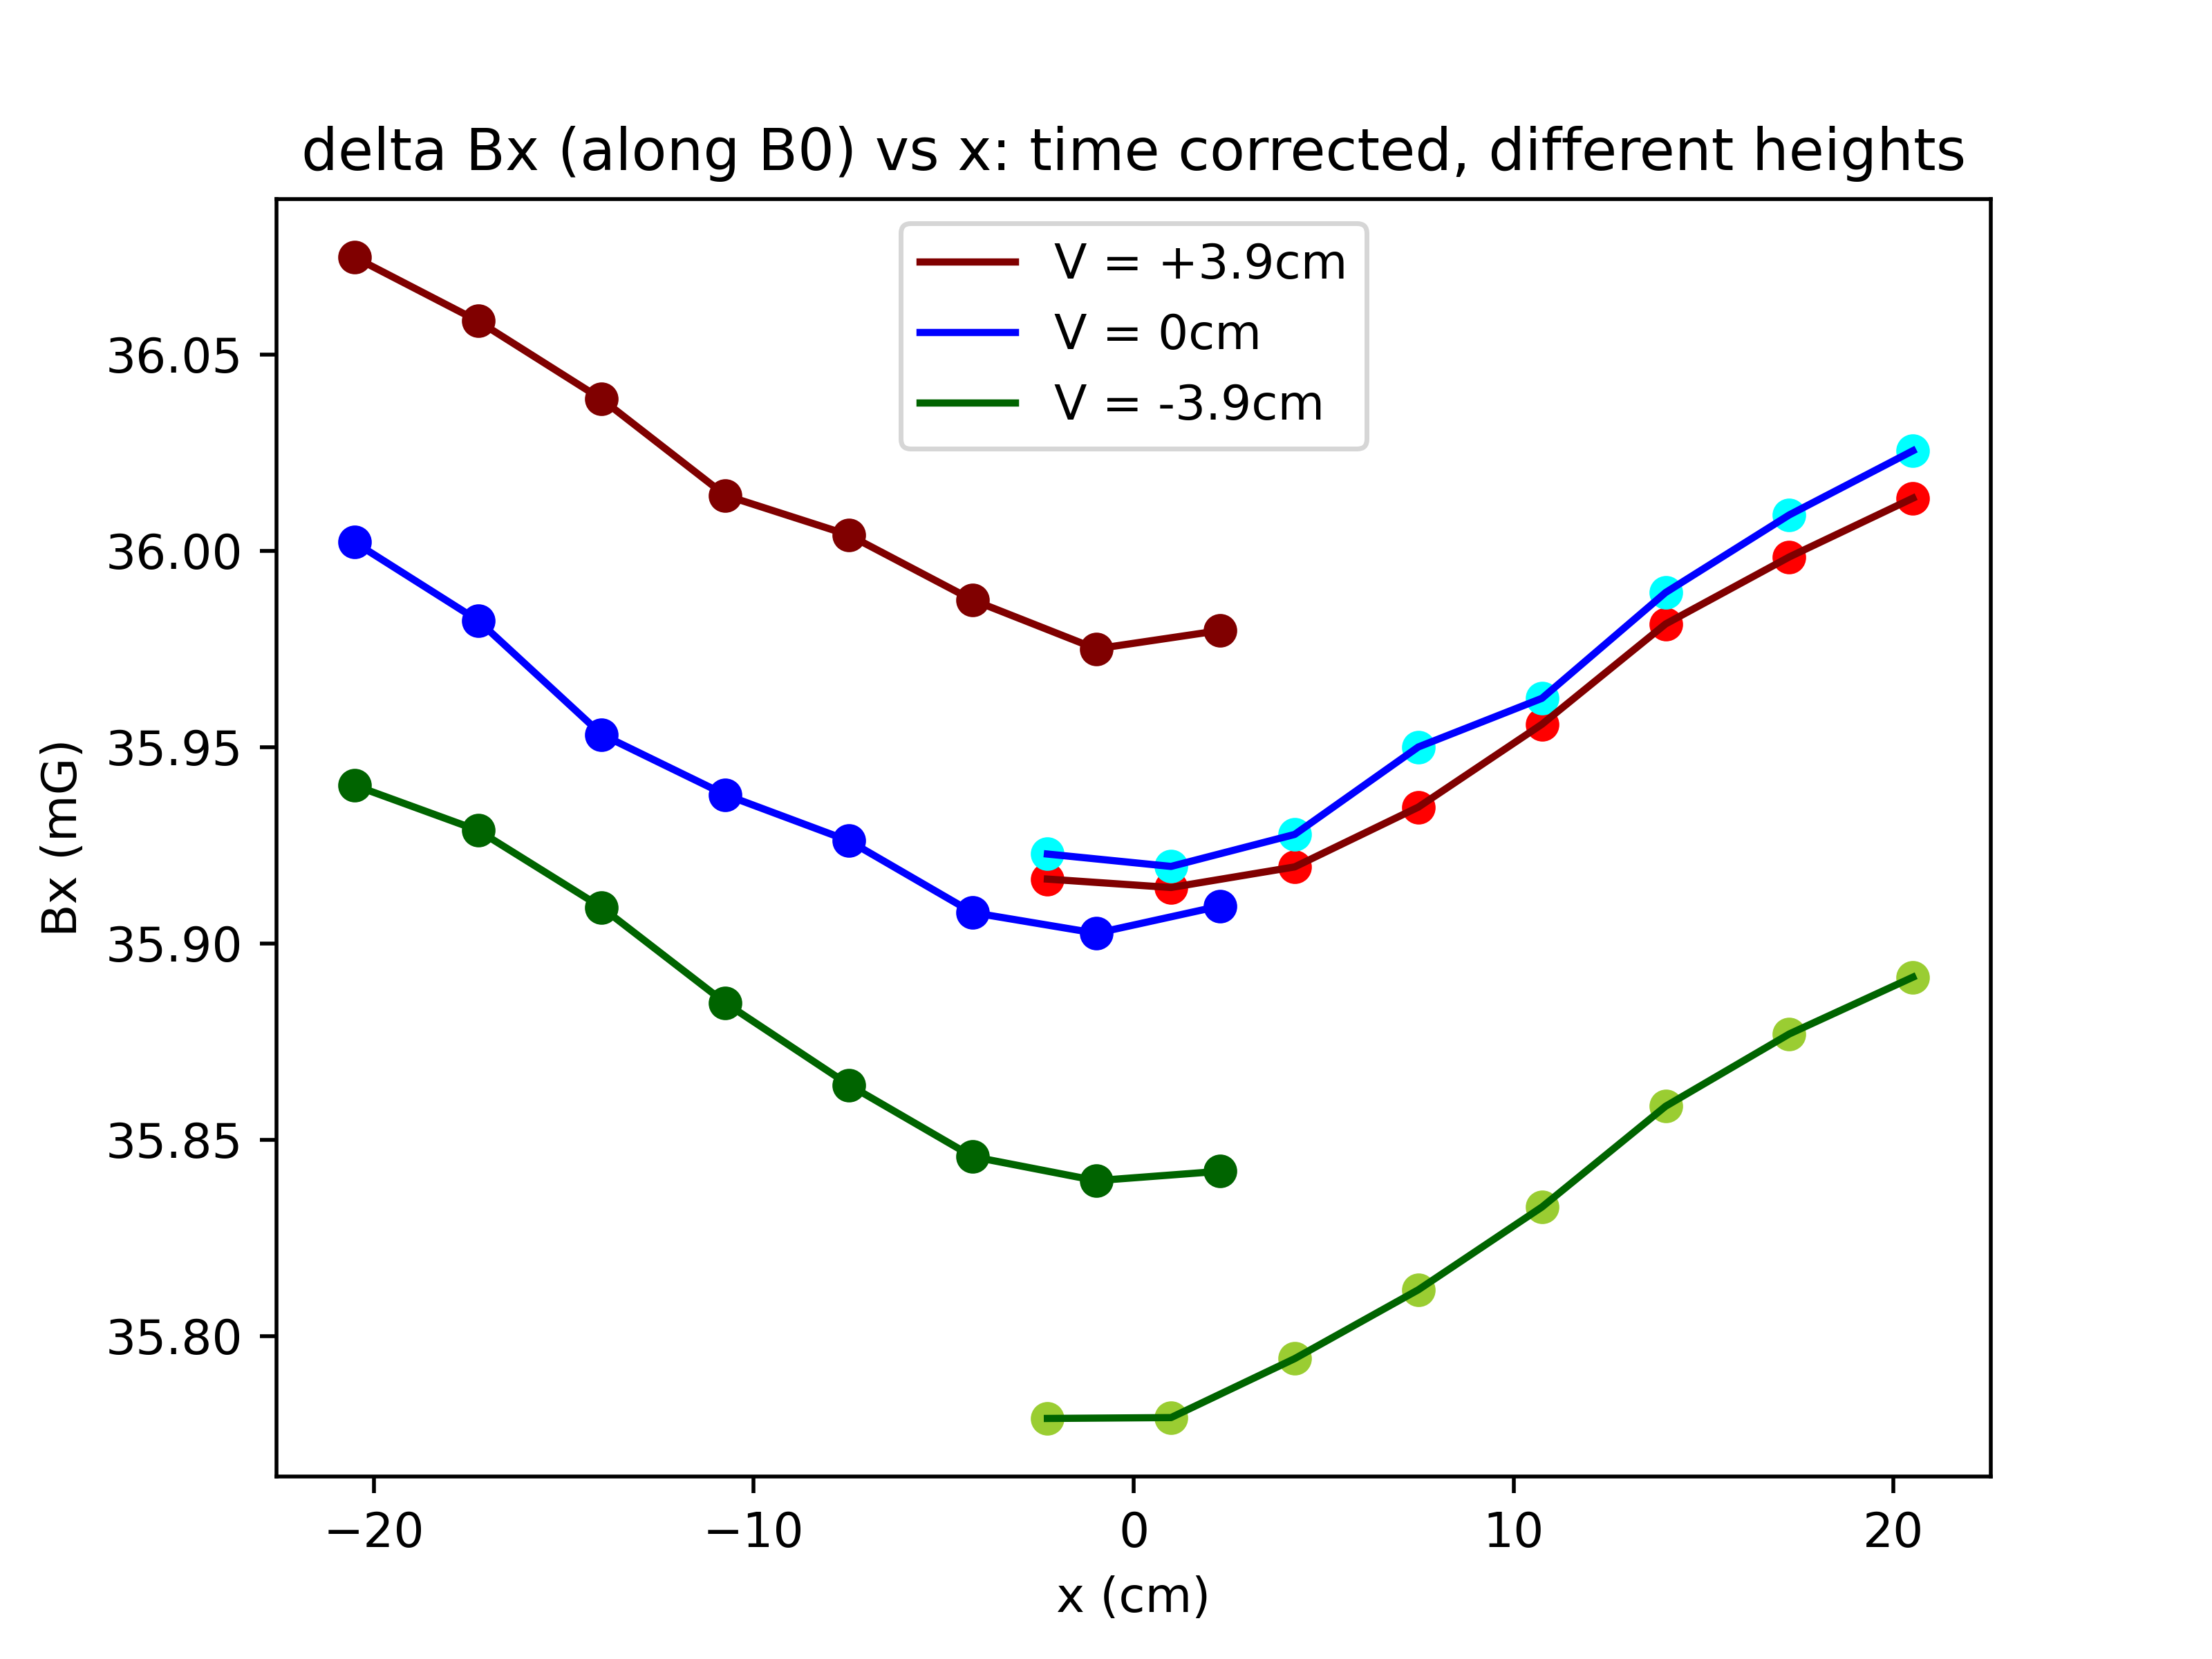 delta Bx (along B0) vs x: time corrected, different heights
V = +3.9cm
V = 0cm
V = -3.9cm
36.05
36.00
35.95
35.90
35.85
35.80
Bx (mG)
−20 −10 0 10 20
x (cm)